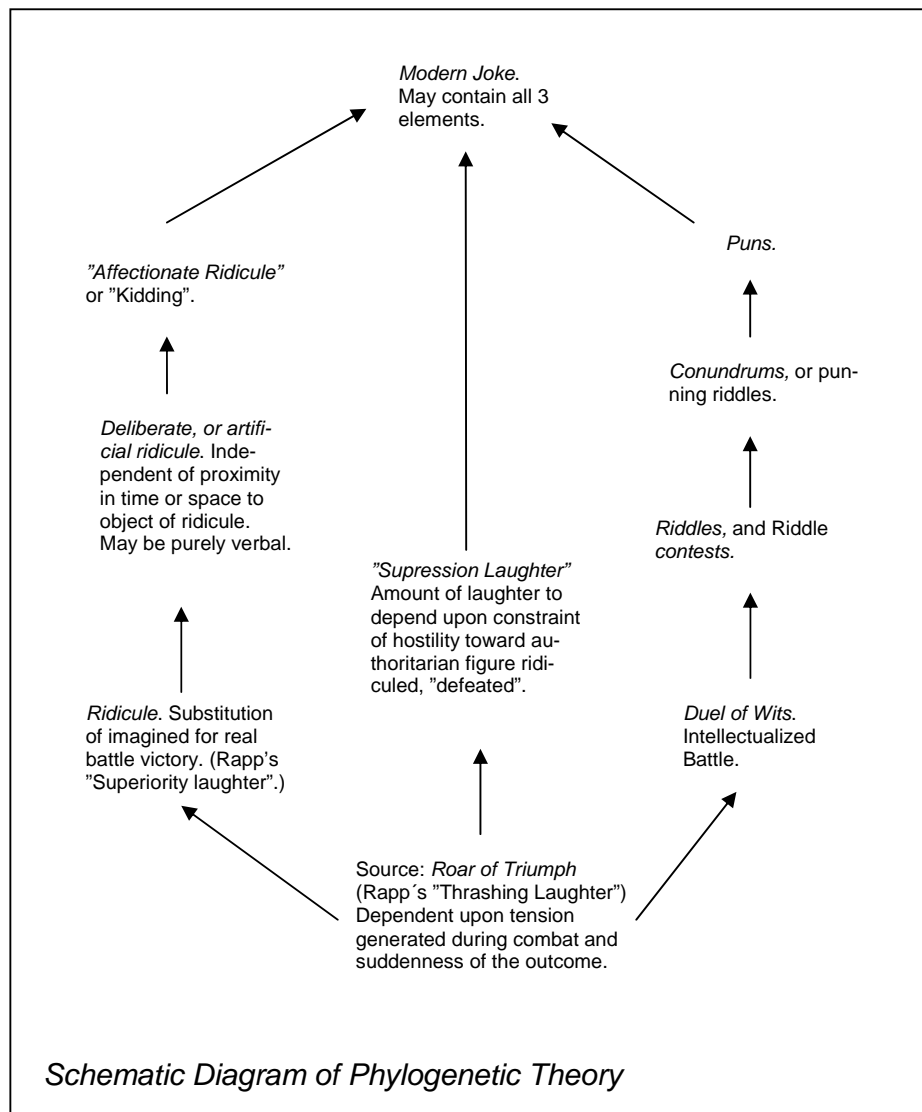 Modern Joke.
May contain all 3
elements.
”Affectionate Ridicule”
or ”Kidding”.
Puns.
Conundrums, or pun-
ning riddles.
Deliberate, or artifi-
cial ridicule. Inde-
pendent of proximity
in time or space to
object of ridicule.
May be purely verbal.
Riddles, and Riddle
contests.
”Supression Laughter”
Amount of laughter to
depend upon constraint
of hostility toward au-
thoritarian figure ridi-
culed, ”defeated”.
Ridicule. Substitution
of imagined for real
battle victory. (Rapp’s
”Superiority laughter”.)
Duel of Wits.
Intellectualized
Battle.
Source: Roar of Triumph
(Rapp´s ”Thrashing Laughter”)
Dependent upon tension
generated during combat and
suddenness of the outcome.
Schematic Diagram of Phylogenetic Theory